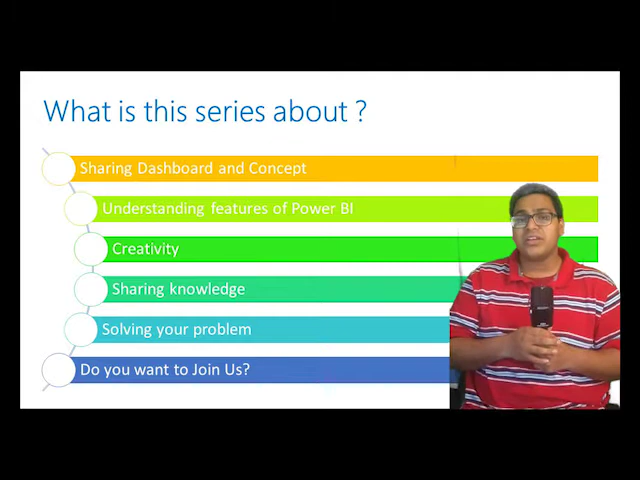 What is this series about ?
Sharing Dashboard and Concept
Understanding features of Power BI
Creativity
Sharing knowledge
Solving your problem
Do you want to Join Us?